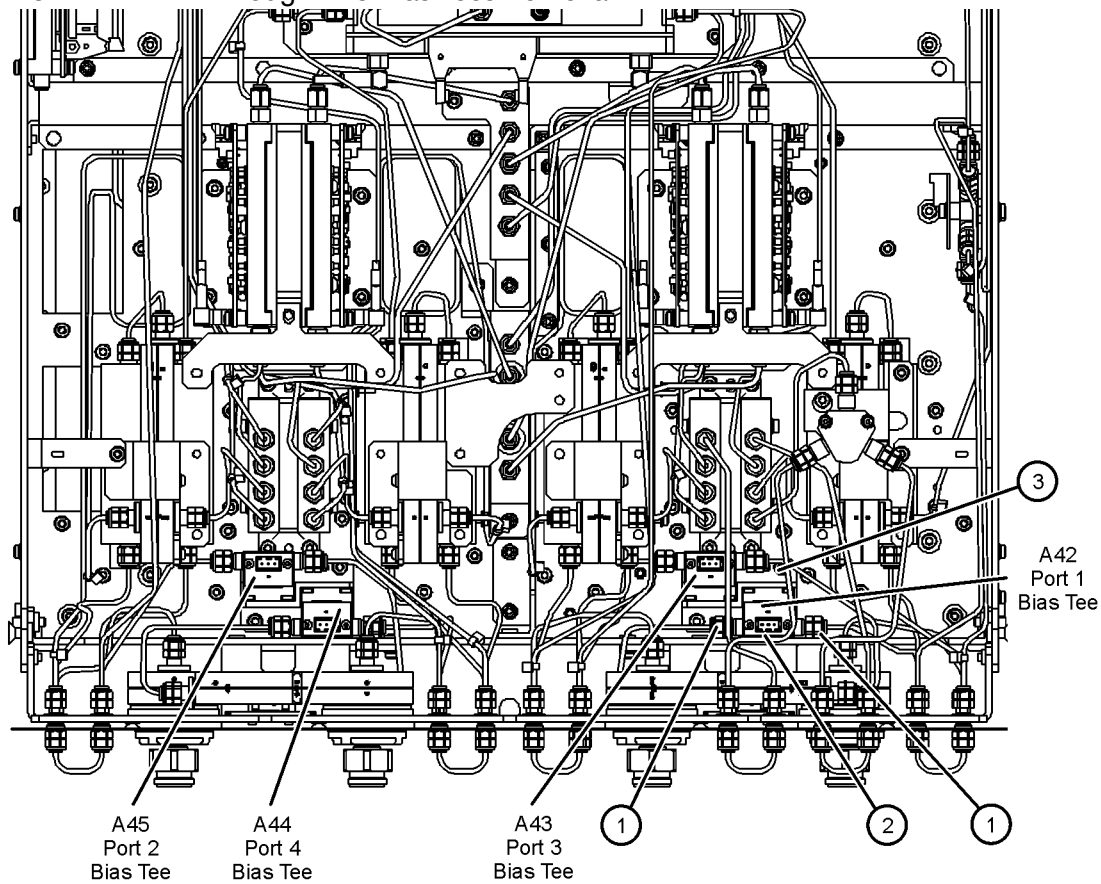 3
A42
Port 1
Bias Tee
A45
Port 2
Bias Tee
A44
Port 4
Bias Tee
A43
Port 3
Bias Tee
1
2
1